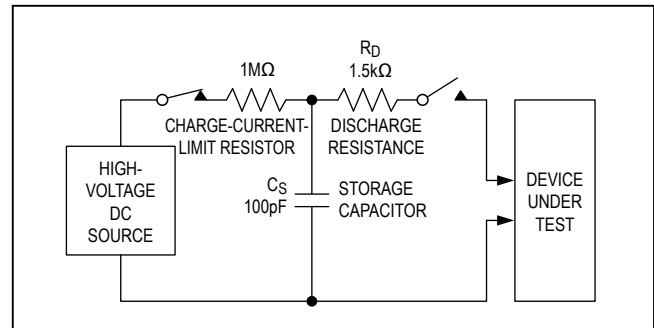 R_D
1MΩ
1.5kΩ
CHARGE-CURRENT-
LIMIT RESISTOR
DISCHARGE
RESISTANCE
HIGH-
VOLTAGE
DC
SOURCE
C_S
100pF
STORAGE
CAPACITOR
DEVICE
UNDER
TEST